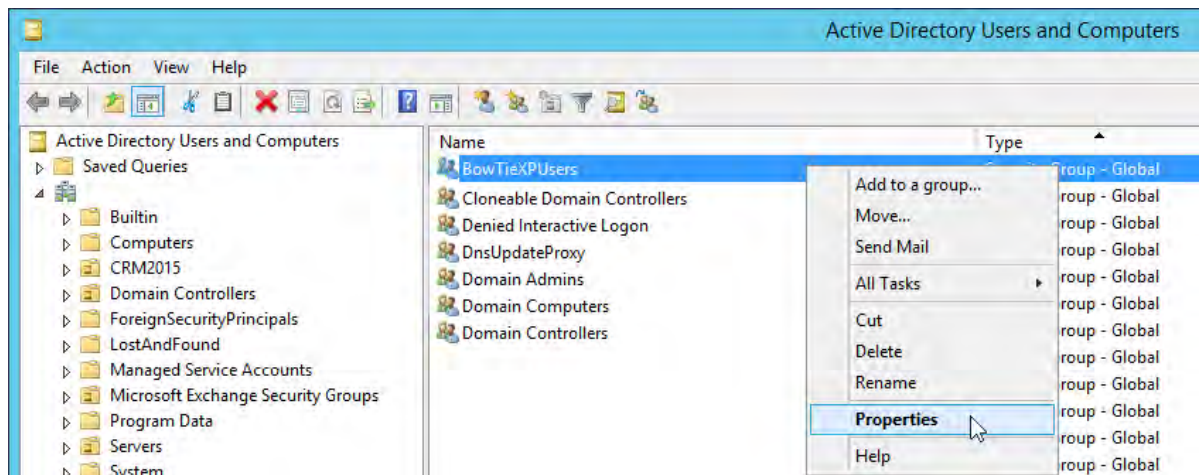 Active Directory Users and Computers
File Action View Help
Active Directory Users and Computers
Saved Queries
Builtin
Computers
CRM2015
Domain Controllers
ForeignSecurityPrincipals
LostAndFound
Managed Service Accounts
Microsoft Exchange Security Groups
Program Data
Servers
System
Name Type
BowTieXPUsers Group - Global
Cloneable Domain Controllers roup - Global
Denied Interactive Logon roup - Global
DnsUpdateProxy roup - Global
Domain Admins roup - Global
Domain Computers roup - Global
Domain Controllers roup - Global
roup - Global
roup - Global
roup - Global
roup - Global
roup - Global
Add to a group...
Move...
Send Mail
All Tasks
Cut
Delete
Rename
Properties
Help